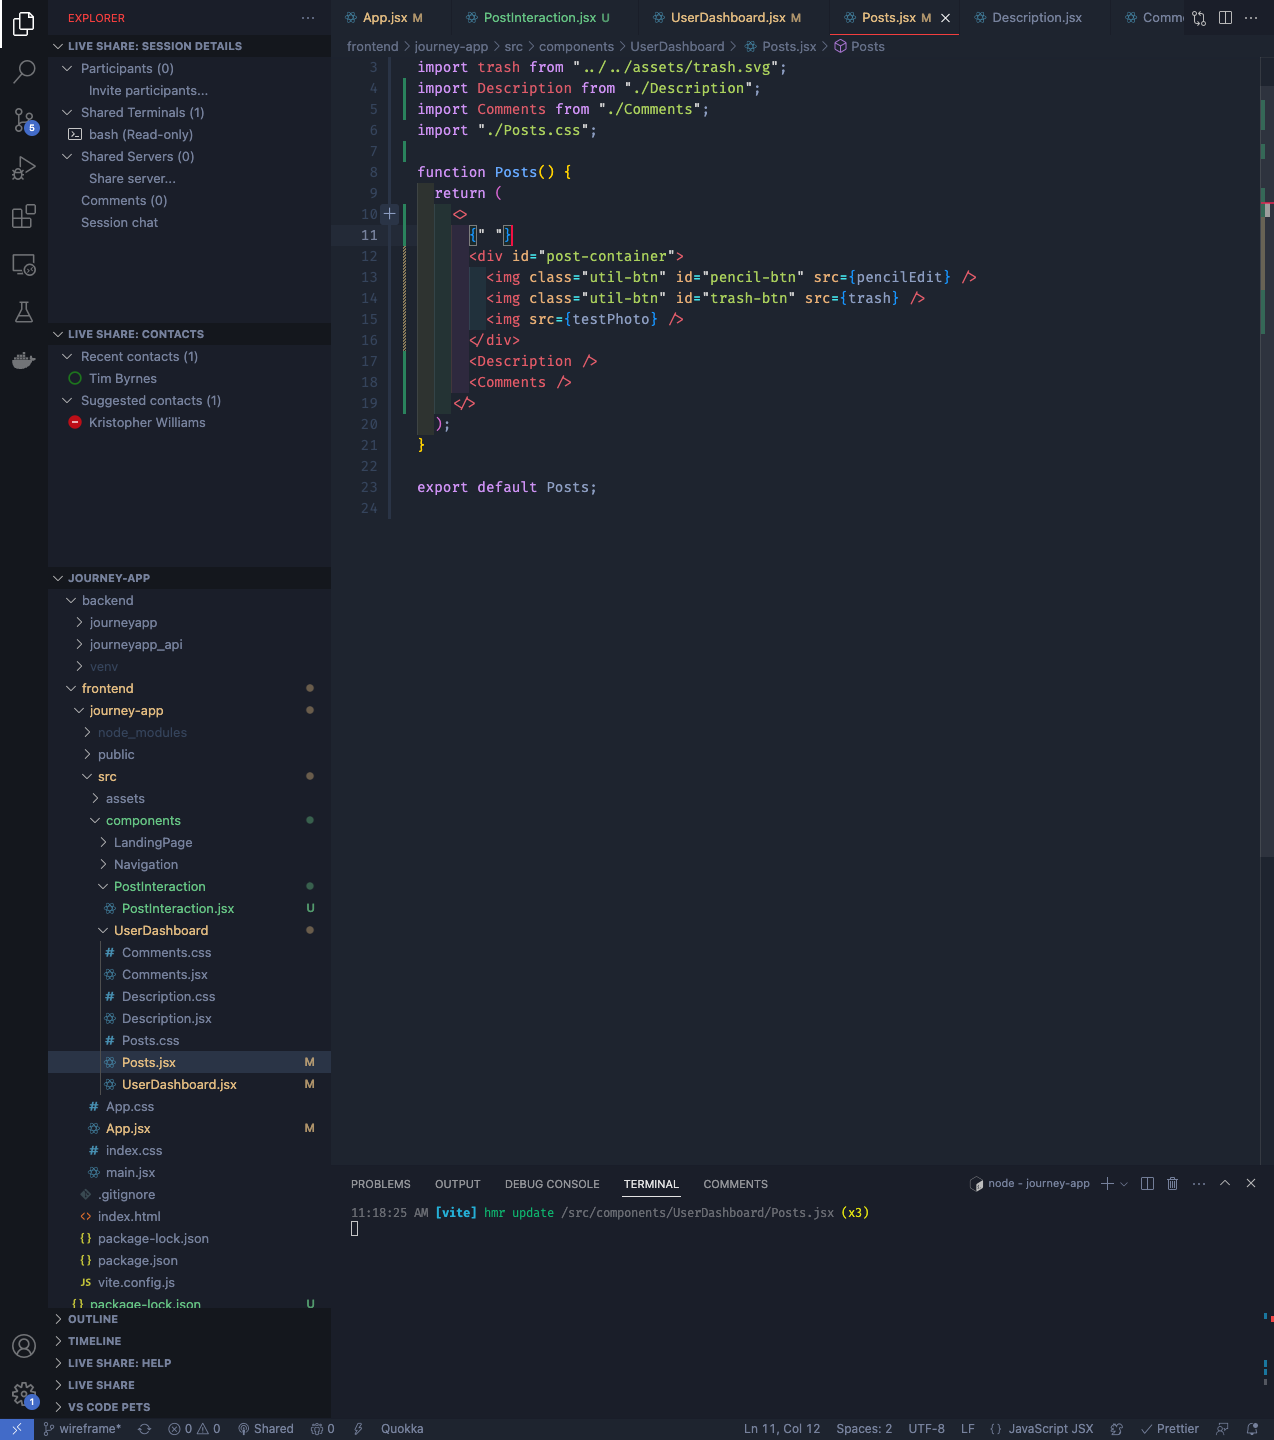 EXPLORER
LIVE SHARE: SESSION DETAILS
Participants (0)
Invite participants...
Shared Terminals (1)
bash (Read-only)
Shared Servers (0)
Share server...
Comments (0)
Session chat
LIVE SHARE: CONTACTS
Recent contacts (1)
Tim Byrnes
Suggested contacts (1)
Kristopher Williams
JOURNEY-APP
backend
journeyapp
journeyapp_api
venv
frontend
journey-app
node_modules
public
src
assets
components
LandingPage
Navigation
PostInteraction
PostInteraction.jsx U
UserDashboard
# Comments.css
Comments.jsx
# Description.css
Description.jsx
# Posts.css
Posts.jsx M
UserDashboard.jsx M
# App.css
App.jsx M
# index.css
main.jsx
.gitignore
<> index.html
{} package-lock.json
{} package.json
JS vite.config.js
{} package-lock.json U
OUTLINE
TIMELINE
LIVE SHARE: HELP
LIVE SHARE
VS CODE PETS
5
1
App.jsx M PostInteraction.jsx U UserDashboard.jsx M Posts.jsx M Description.jsx Comm
frontend > journey-app > src > components > UserDashboard > Posts.jsx > Posts
3 import trash from "../../assets/trash.svg";
4 import Description from "./Description";
5 import Comments from "./Comments";
6 import "./Posts.css";
7
8 function Posts() {
9 return (
10 <>
11 {" "}
12 <div id="post-container">
13 <img class="util-btn" id="pencil-btn" src={pencilEdit} />
14 <img class="util-btn" id="trash-btn" src={trash} />
15 <img src={testPhoto} />
16 </div>
17 <Description />
18 <Comments />
19 </>
20 );
21 }
22
23 export default Posts;
24
PROBLEMS OUTPUT DEBUG CONSOLE TERMINAL COMMENTS node - journey-app
11:18:25 AM [vite] hmr update /src/components/UserDashboard/Posts.jsx (x3)
wireframe* 0 0 Shared 0 Quokka Ln 11, Col 12 Spaces: 2 UTF-8 LF {} JavaScript JSX Prettier